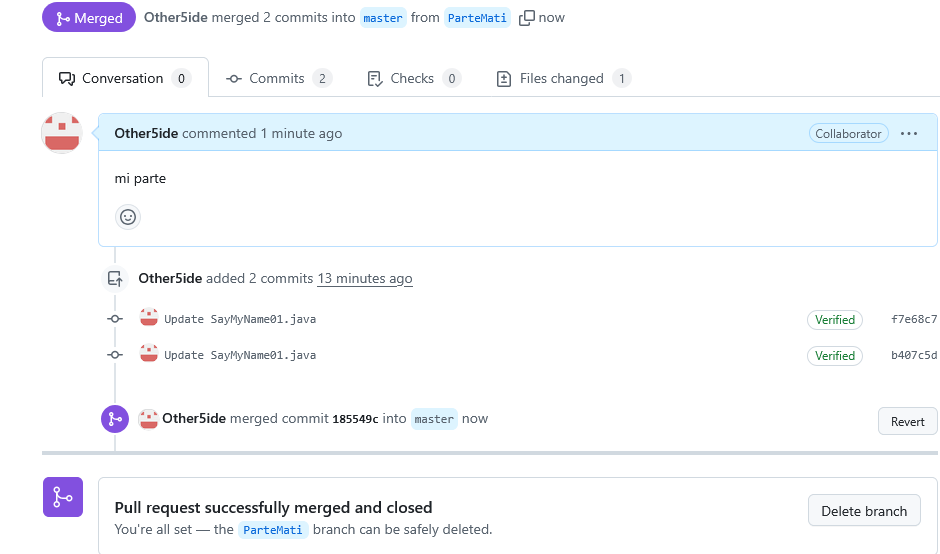 Merged Other5ide merged 2 commits into master from ParteMati now
Conversation 0 Commits 2 Checks 0 Files changed 1
Other5ide commented 1 minute ago Collaborator ...
mi parte
Other5ide added 2 commits 13 minutes ago
Update SayMyName01.java Verified f7e68c7
Update SayMyName01.java Verified b407c5d
Other5ide merged commit 185549c into master now Revert
Pull request successfully merged and closed
You're all set — the ParteMati branch can be safely deleted. Delete branch